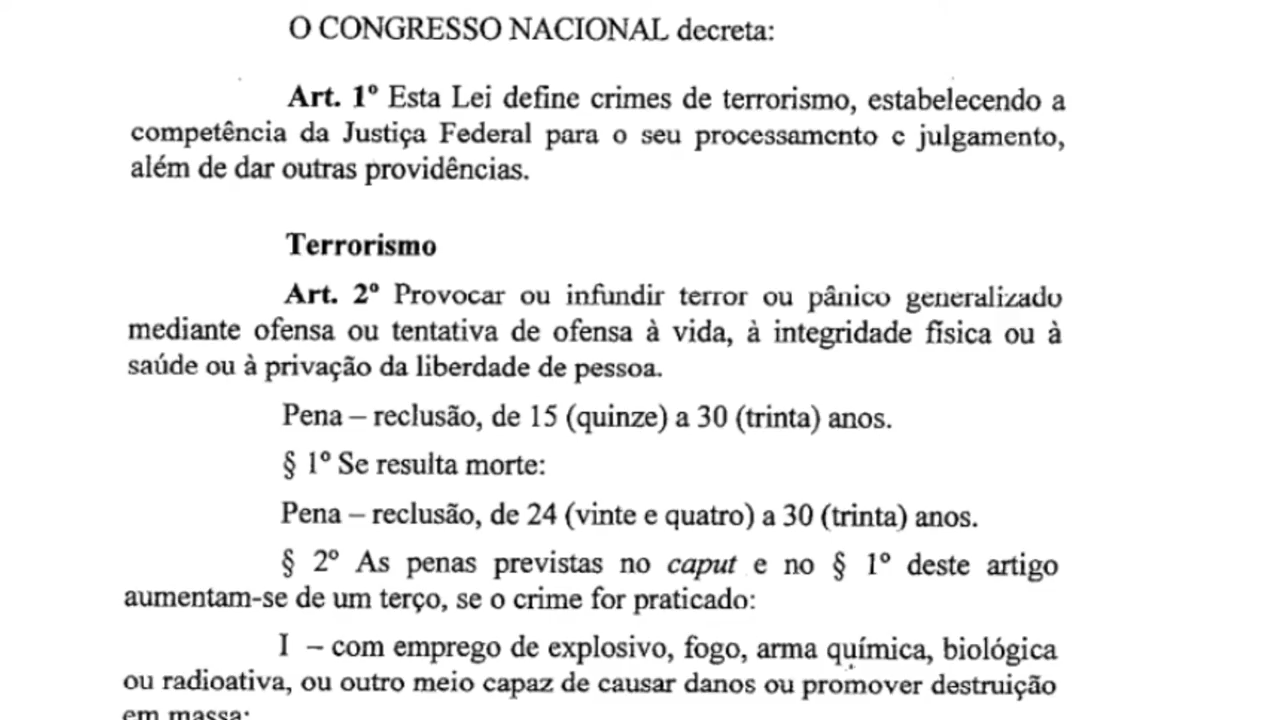 O CONGRESSO NACIONAL decreta:
Art. 1º Esta Lei define crimes de terrorismo, estabelecendo a
competência da Justiça Federal para o seu processamento e julgamento,
além de dar outras providências.
Terrorismo
Art. 2º Provocar ou infundir terror ou pânico generalizado
mediante ofensa ou tentativa de ofensa à vida, à integridade física ou à
saúde ou à privação da liberdade de pessoa.
Pena – reclusão, de 15 (quinze) a 30 (trinta) anos.
§ 1º Se resulta morte:
Pena – reclusão, de 24 (vinte e quatro) a 30 (trinta) anos.
§ 2º As penas previstas no caput e no § 1º deste artigo
aumentam-se de um terço, se o crime for praticado:
I – com emprego de explosivo, fogo, arma química, biológica
ou radioativa, ou outro meio capaz de causar danos ou promover destruição
em massa;